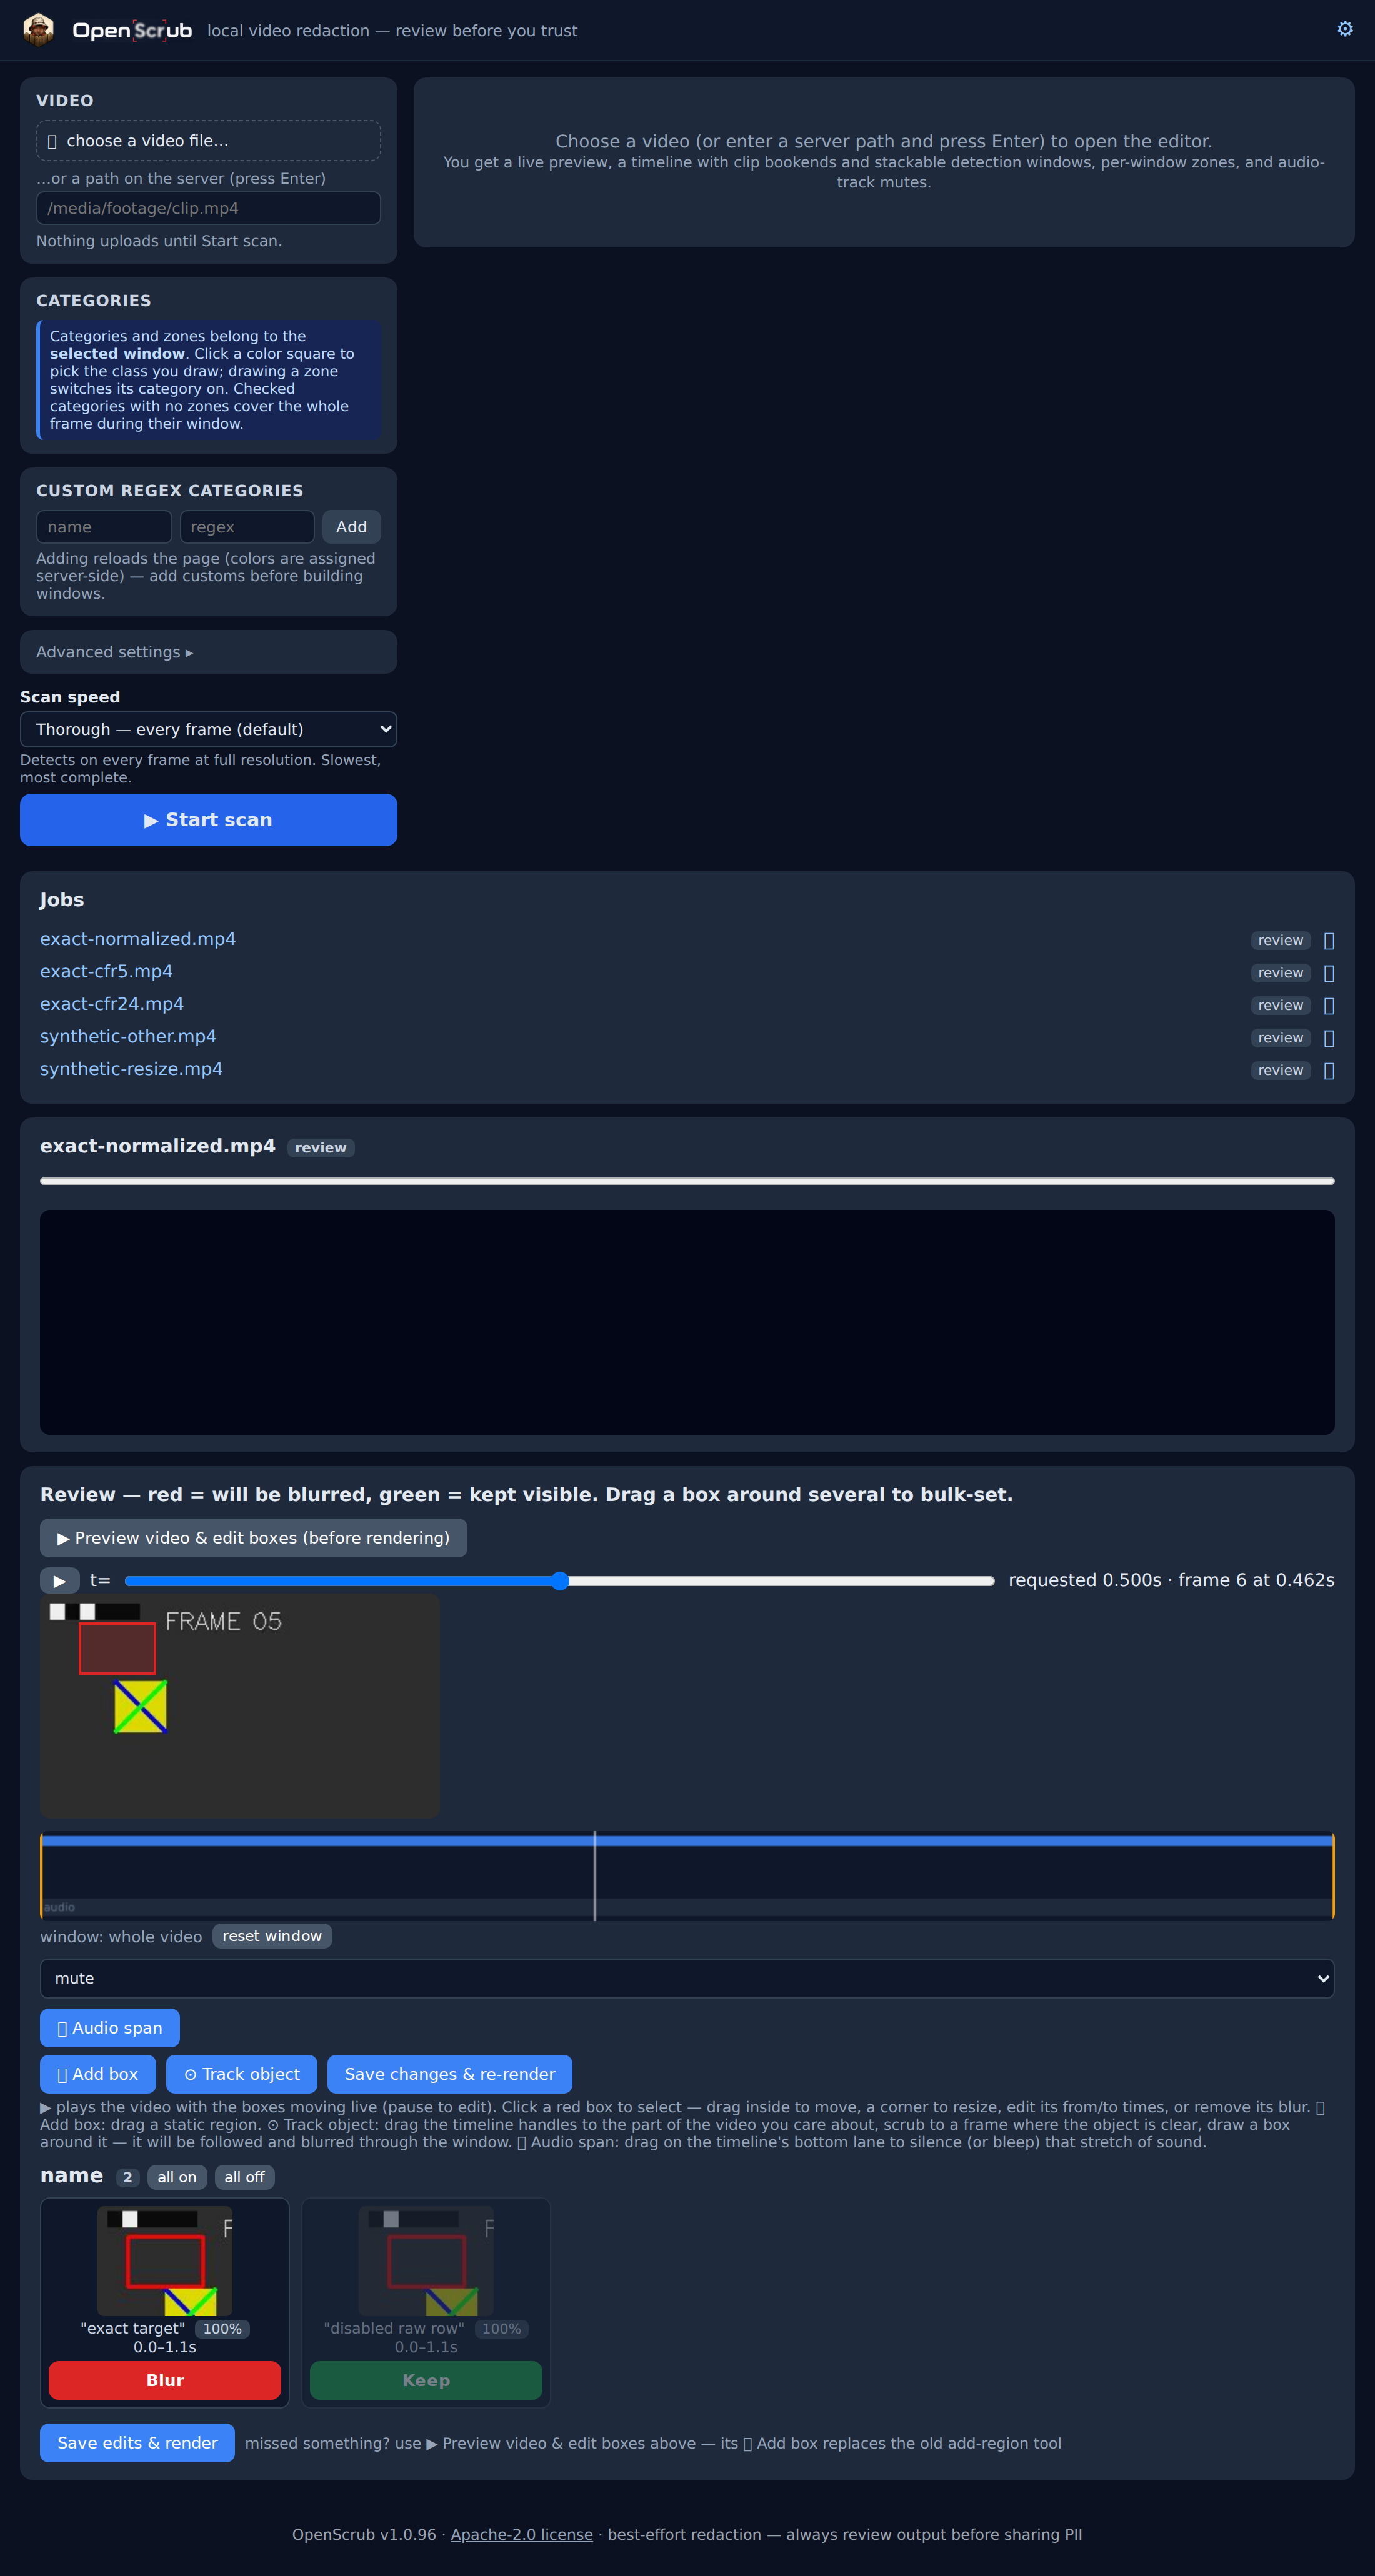 OpenScrub local video redaction — review before you trust ⚙
VIDEO
choose a video file...
...or a path on the server (press Enter)
/media/footage/clip.mp4
Nothing uploads until Start scan.
Choose a video (or enter a server path and press Enter) to open the editor.
You get a live preview, a timeline with clip bookends and stackable detection windows, per-window zones, and audio-
track mutes.
CATEGORIES
Categories and zones belong to the
selected window. Click a color square to
pick the class you draw; drawing a zone
switches its category on. Checked
categories with no zones cover the whole
frame during their window.
CUSTOM REGEX CATEGORIES
name regex Add
Adding reloads the page (colors are assigned
server-side) — add customs before building
windows.
Advanced settings ▸
Scan speed
Thorough — every frame (default)
Detects on every frame at full resolution. Slowest,
most complete.
▶ Start scan
Jobs
exact-normalized.mp4 review
exact-cfr5.mp4 review
exact-cfr24.mp4 review
synthetic-other.mp4 review
synthetic-resize.mp4 review
exact-normalized.mp4 review
Review — red = will be blurred, green = kept visible. Drag a box around several to bulk-set.
▶ Preview video & edit boxes (before rendering)
▶ t= requested 0.500s · frame 6 at 0.462s
FRAME 05
audio
window: whole video reset window
mute
Audio span
Add box ⊙ Track object Save changes & re-render
▶ plays the video with the boxes moving live (pause to edit). Click a red box to select — drag inside to move, a corner to resize, edit its from/to times, or remove its blur.
Add box: drag a static region. ⊙ Track object: drag the timeline handles to the part of the video you care about, scrub to a frame where the object is clear, draw a box
around it — it will be followed and blurred through the window. Audio span: drag on the timeline's bottom lane to silence (or bleep) that stretch of sound.
name 2 all on all off
F
F
"exact target" 100%
0.0–1.1s
Blur
"disabled raw row" 100%
0.0–1.1s
Keep
Save edits & render missed something? use ▶ Preview video & edit boxes above — its Add box replaces the old add-region tool
OpenScrub v1.0.96 · Apache-2.0 license · best-effort redaction — always review output before sharing PII